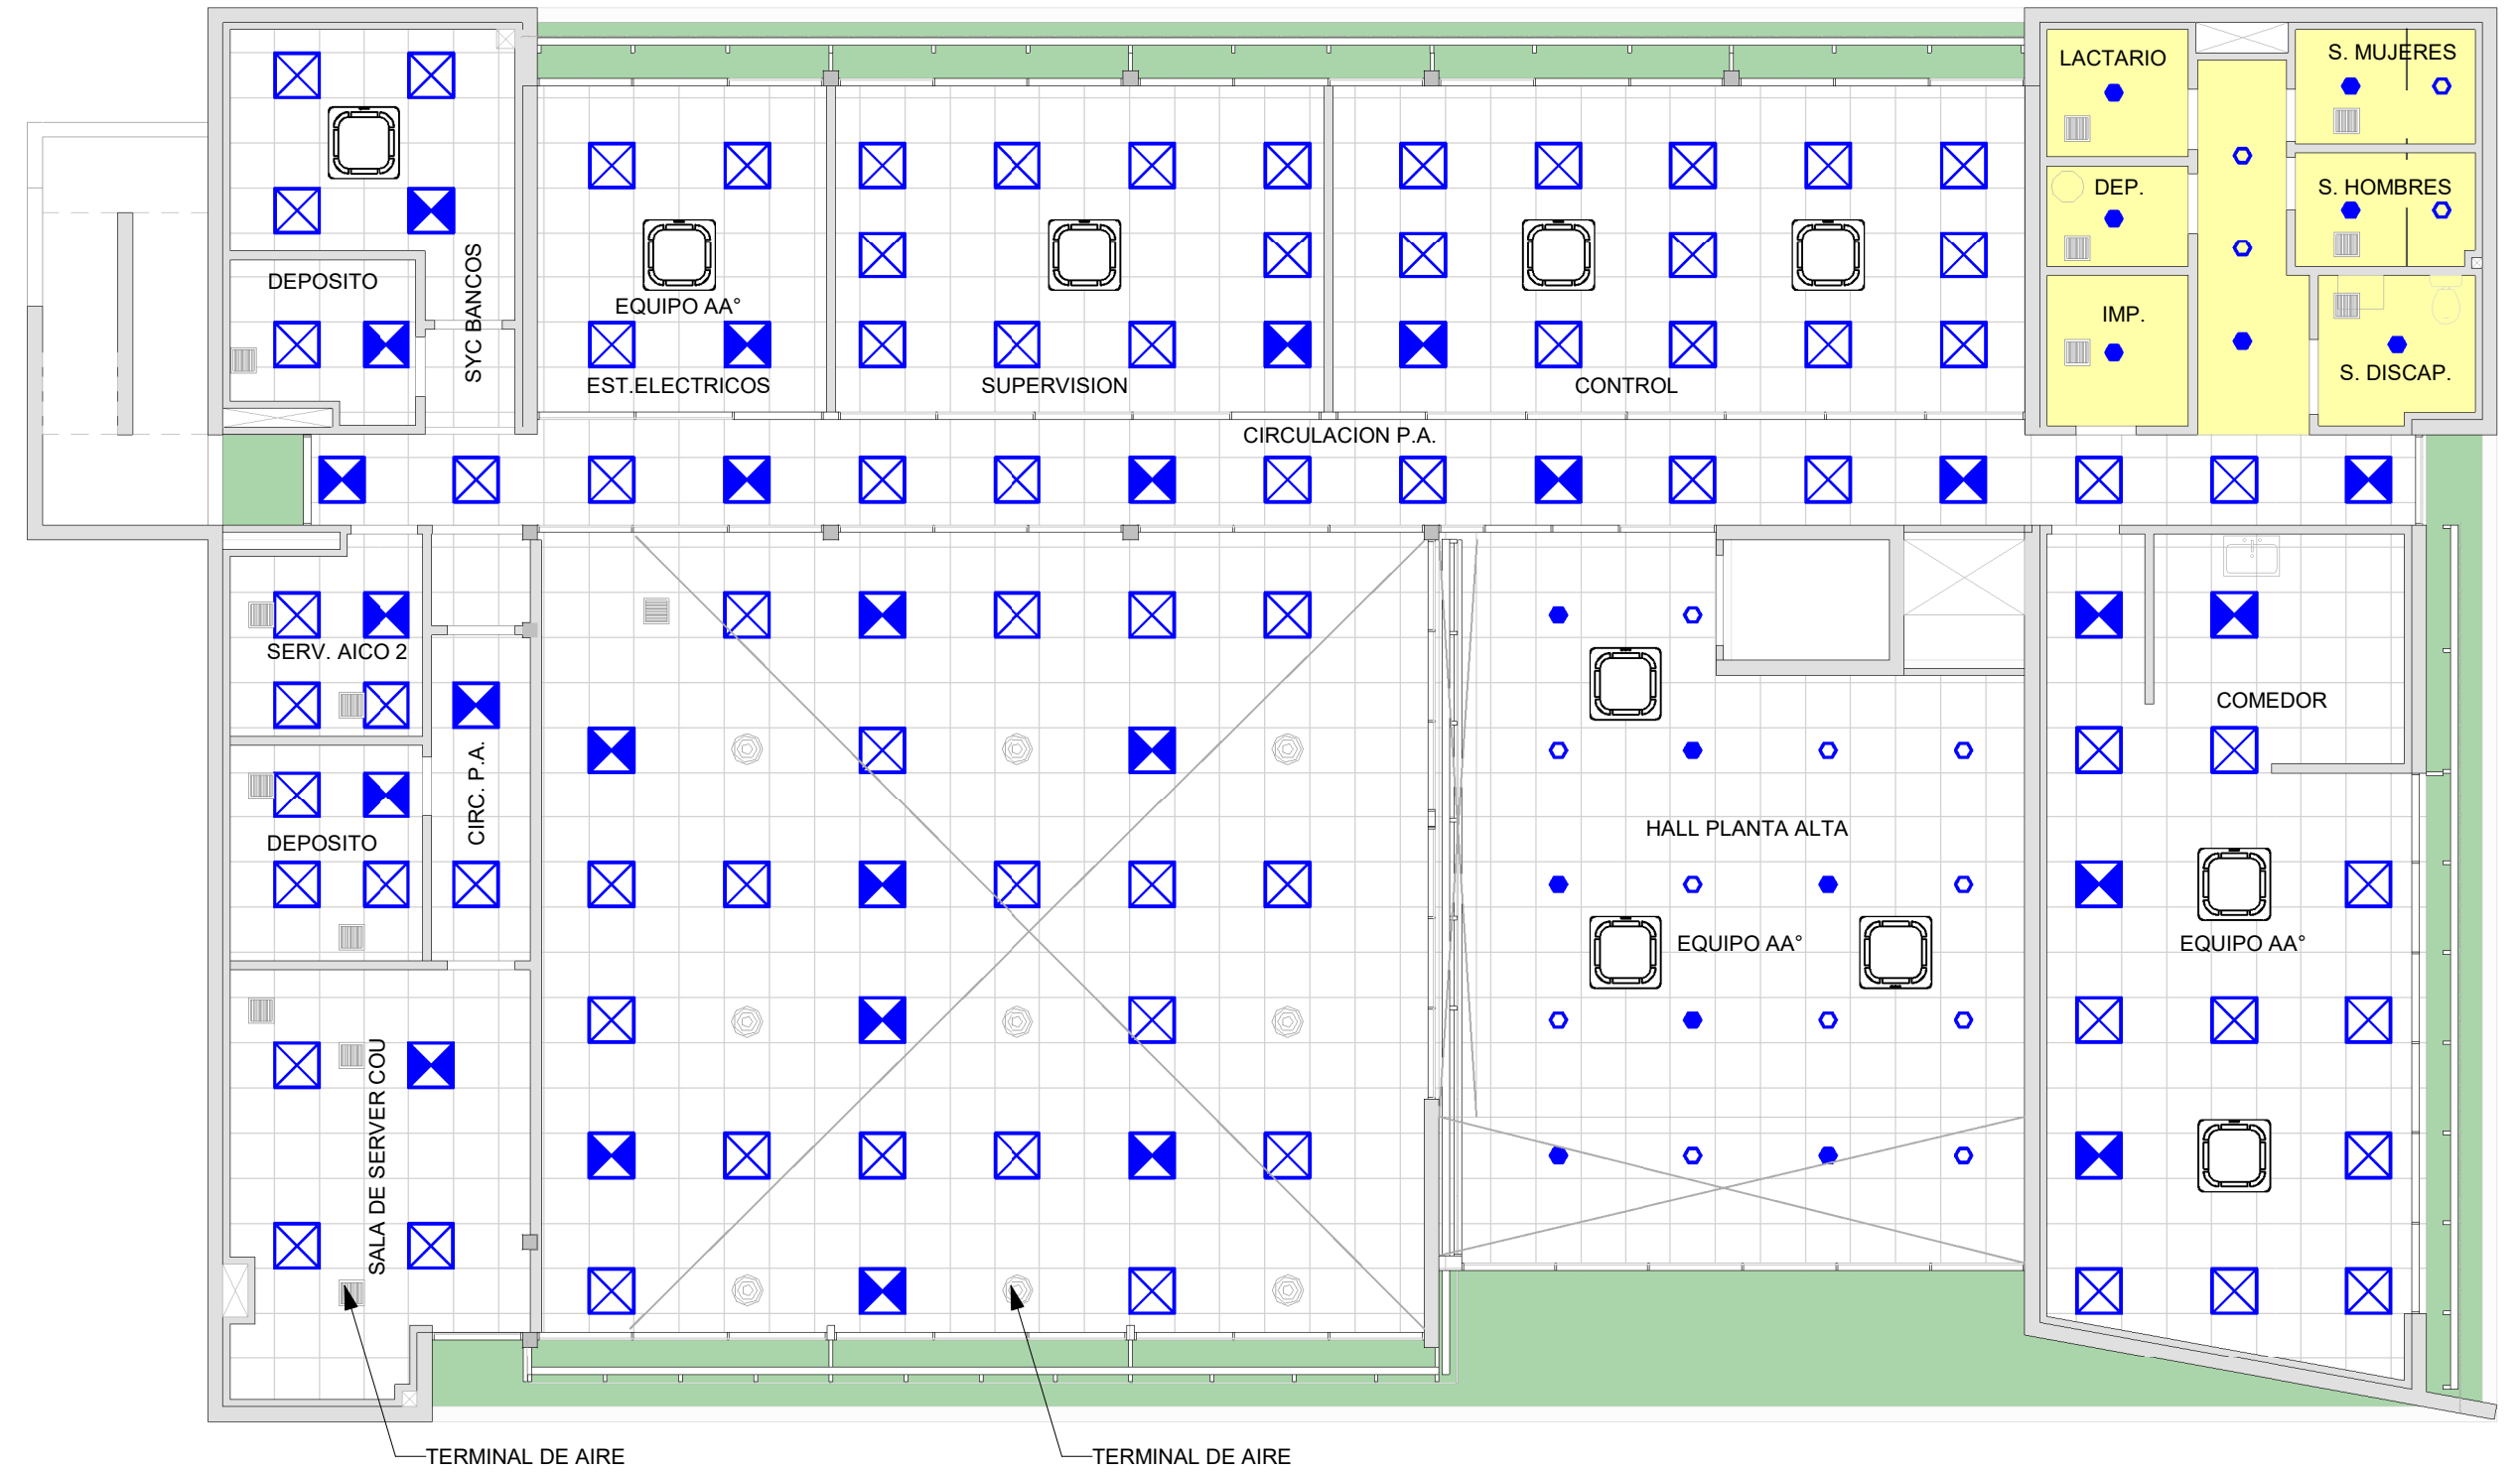 LACTARIO
S. MUJERES
DEP.
S. HOMBRES
DEPOSITO
SYC BANCOS
EQUIPO AA°
IMP.
EST.ELECTRICOS
SUPERVISION
CONTROL
S. DISCAP.
CIRCULACION P.A.
SERV. AICO 2
COMEDOR
CIRC. P.A.
HALL PLANTA ALTA
DEPOSITO
EQUIPO AA°
EQUIPO AA°
SALA DE SERVER COU
TERMINAL DE AIRE
TERMINAL DE AIRE